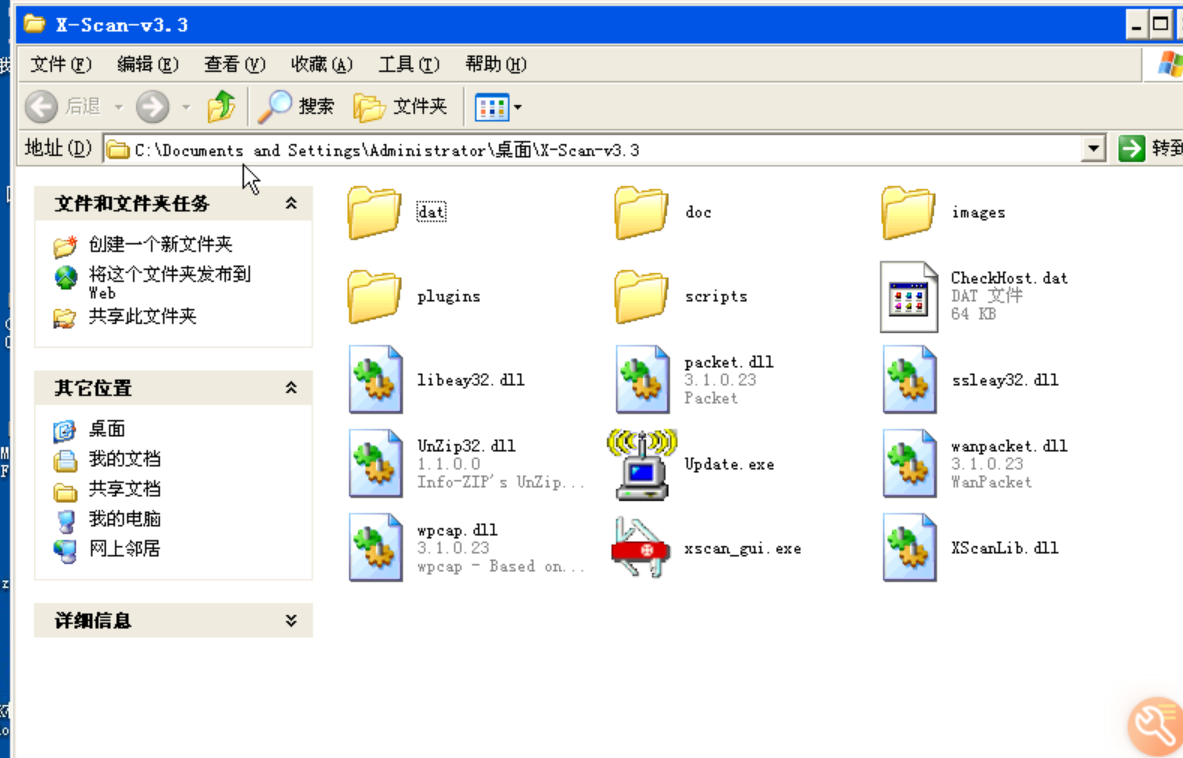 X-Scan-v3.3
文件(F) 编辑(E) 查看(V) 收藏(A) 工具(T) 帮助(H)
后退 搜索 文件夹
地址(D) C:\Documents and Settings\Administrator\桌面\X-Scan-v3.3 转到
文件和文件夹任务
创建一个新文件夹
将这个文件夹发布到
Web
共享此文件夹
其它位置
桌面
我的文档
共享文档
我的电脑
网上邻居
详细信息
dat
doc
images
plugins
scripts
CheckHost.dat
DAT 文件
64 KB
libeay32.dll
packet.dll
3.1.0.23
Packet
ssleay32.dll
UnZip32.dll
1.1.0.0
Info-ZIP's UnZip...
Update.exe
wanpacket.dll
3.1.0.23
WanPacket
wpcap.dll
3.1.0.23
wpcap - Based on...
xscan_gui.exe
XScanLib.dll